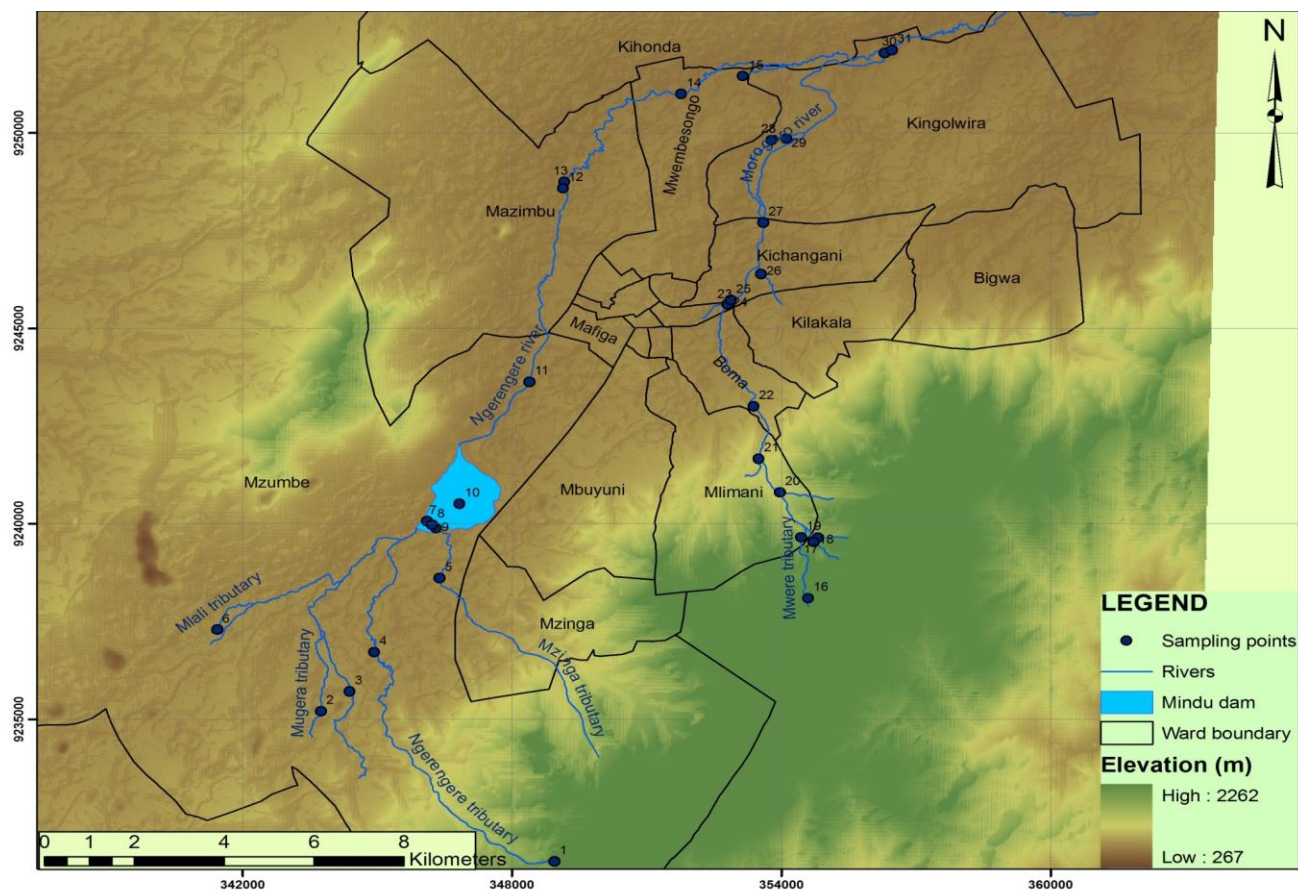 N
Kihonda
30 31
15
14
Mwembesongo
Kingolwira
9250000
28
29
Morogoro river
13 12
Mazimbu
27
Kichangani
26
Bigwa
23 25
24
9245000
Mafiga
Kilakala
Ngerengere river
11
Boma
22
21
Mzumbe
10
Mbuyuni
Mlimani
20
7 8
9
9240000
19
18
17
5
Mwere tributary
16
Mlali tributary
6
Mzinga
4
Mzinga tributary
Mugera tributary
3
2
9235000
Ngerengere tributary
1
LEGEND
Sampling points
Rivers
Mindu dam
Ward boundary
Elevation (m)
High : 2262
Low : 267
0 1 2 4 6 8
Kilometers
342000 348000 354000 360000